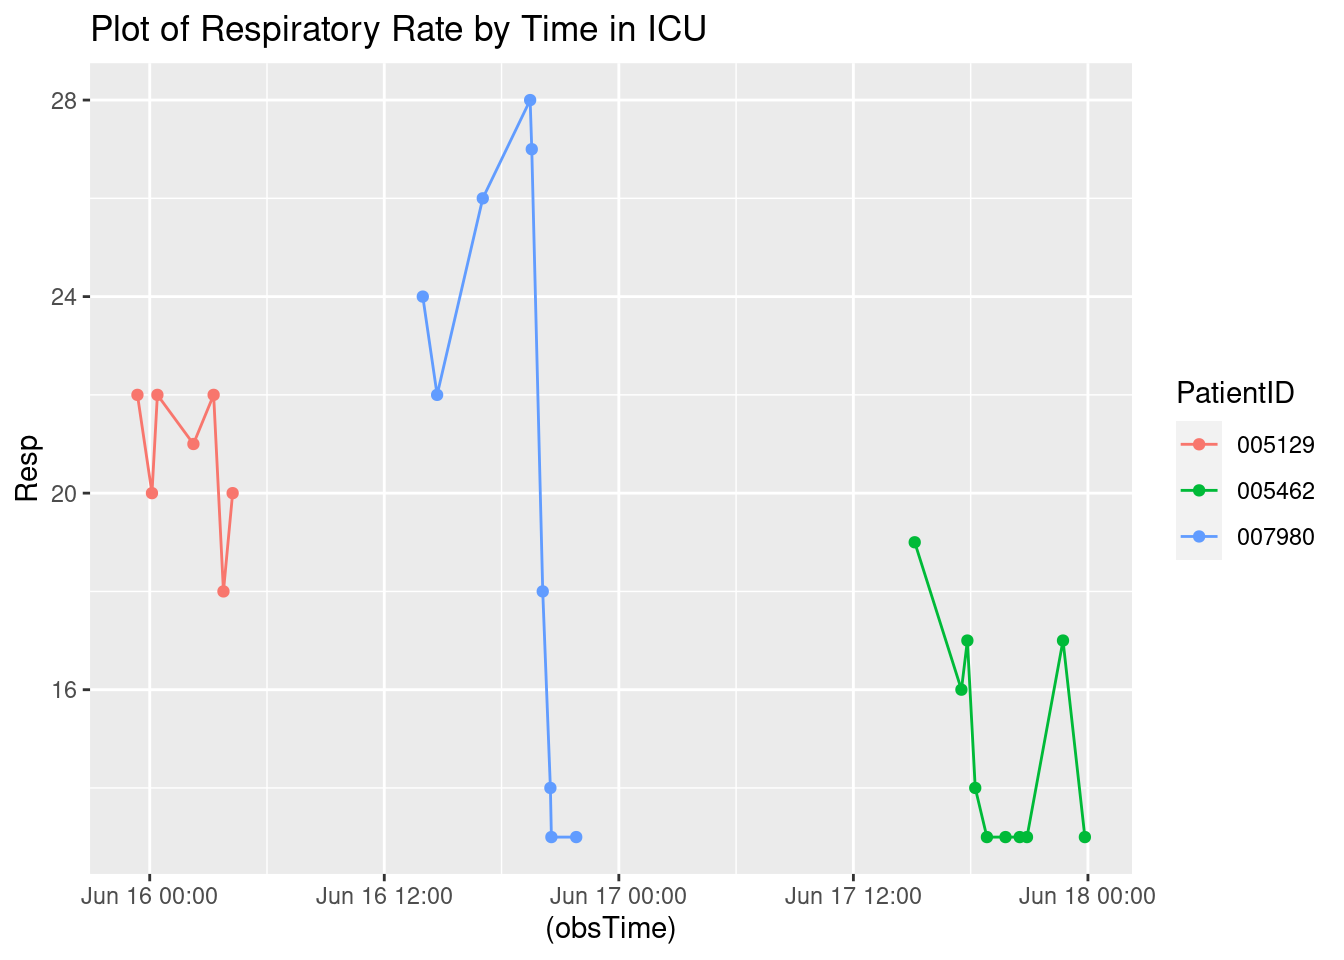 Plot of Respiratory Rate by Time in ICU
28
24
20
16
Resp
Jun 16 00:00
Jun 16 12:00
Jun 17 00:00
Jun 17 12:00
Jun 18 00:00
(obsTime)
PatientID
005129
005462
007980